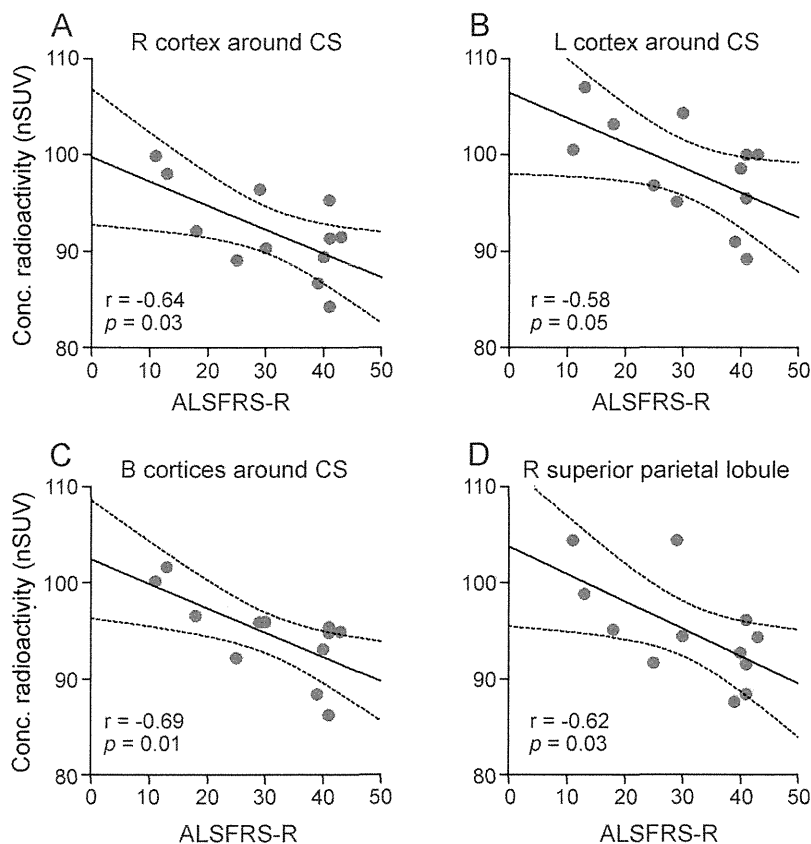 A
R cortex around CS
110
100
90
80
0 10 20 30 40 50
Conc. radioactivity (nSUV)
r = -0.64
p = 0.03
ALSFRS-R
B
L cortex around CS
110
100
90
80
0 10 20 30 40 50
r = -0.58
p = 0.05
ALSFRS-R
C
B cortices around CS
110
100
90
80
0 10 20 30 40 50
Conc. radioactivity (nSUV)
r = -0.69
p = 0.01
ALSFRS-R
D
R superior parietal lobule
110
100
90
80
0 10 20 30 40 50
r = -0.62
p = 0.03
ALSFRS-R